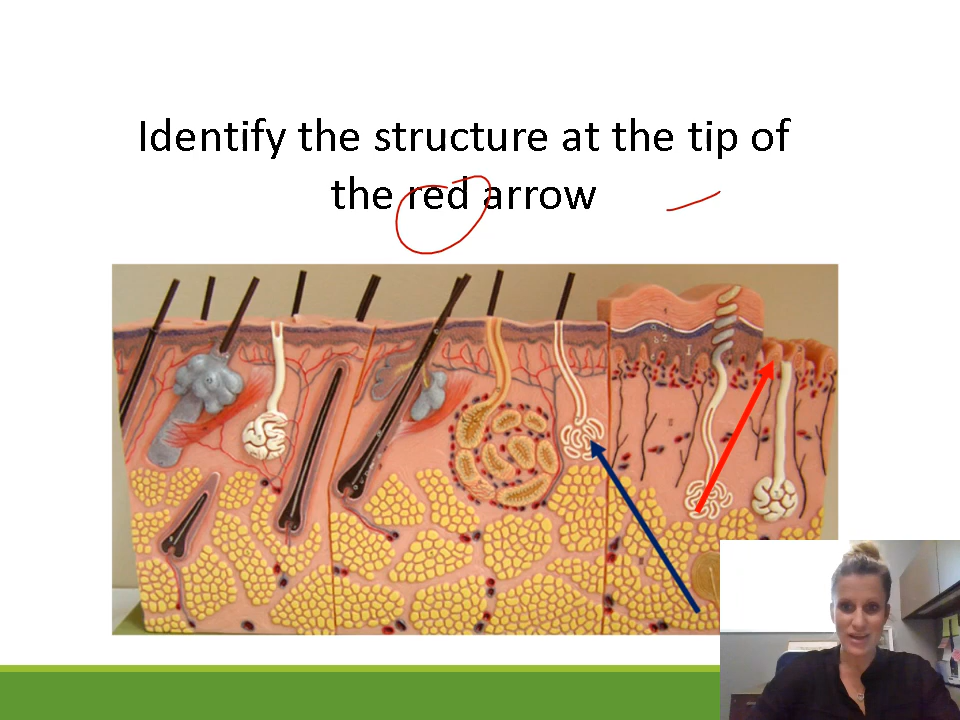 Identify the structure at the tip of
the red arrow